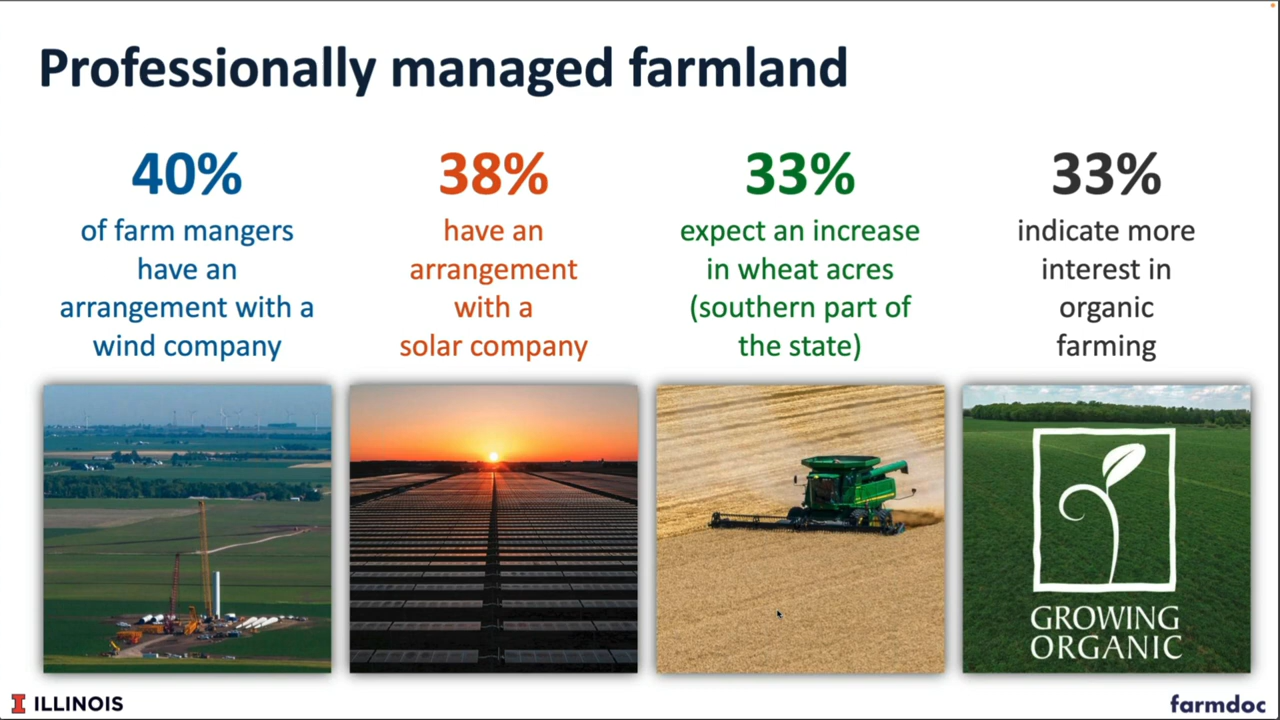 Professionally managed farmland
40%
of farm mangers
have an
arrangement with a
wind company
38%
have an
arrangement
with a
solar company
33%
expect an increase
in wheat acres
(southern part of
the state)
33%
indicate more
interest in
organic
farming
GROWING
ORGANIC
I ILLINOIS
farmdoc